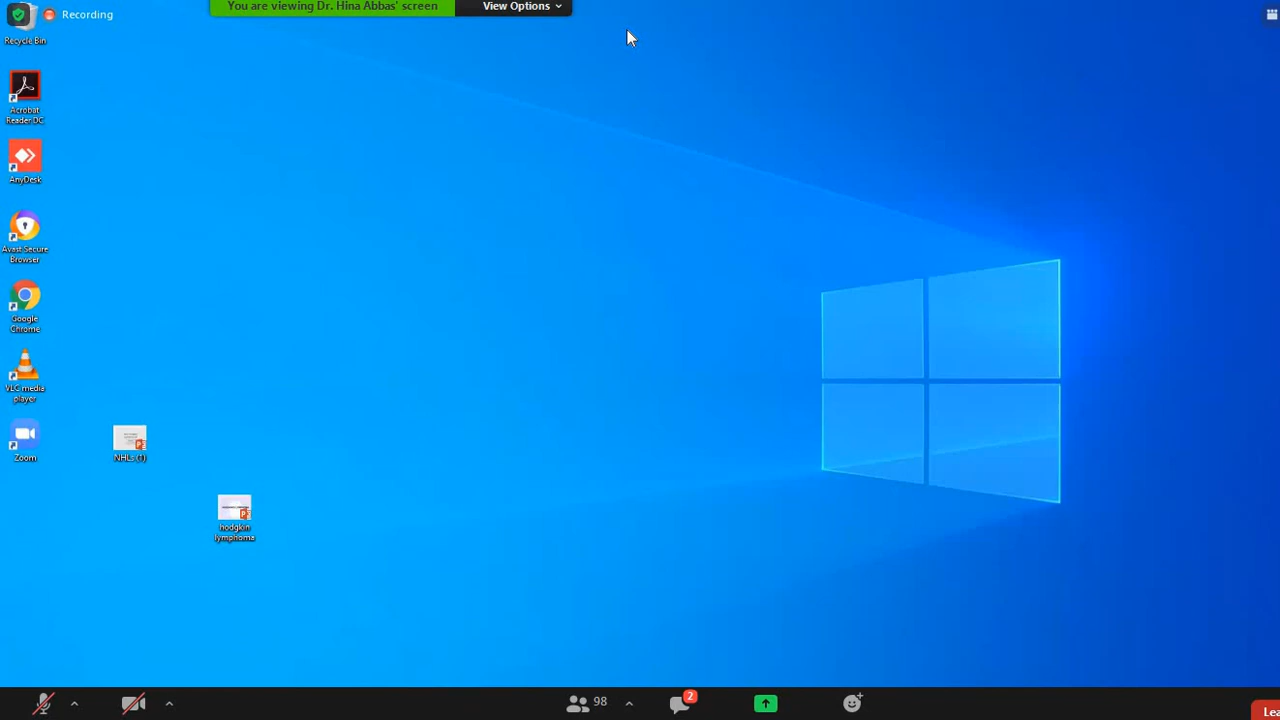 Recording
You are viewing Dr. Hina Abbas' screen
View Options
Recycle Bin
Acrobat
Reader DC
AnyDesk
Avast Secure
Browser
Google
Chrome
VLC media
player
Zoom
NHLs (1)
hodgkin
lymphoma
98
2
Lea